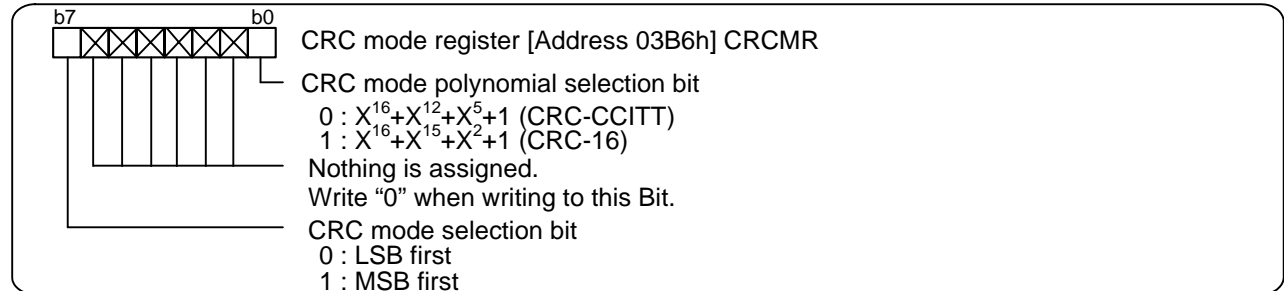 b7 b0
CRC mode register [Address 03B6h] CRCMR
CRC mode polynomial selection bit
0 : X16+X12+X5+1 (CRC-CCITT)
1 : X16+X15+X2+1 (CRC-16)
Nothing is assigned.
Write “0” when writing to this Bit.
CRC mode selection bit
0 : LSB first
1 : MSB first